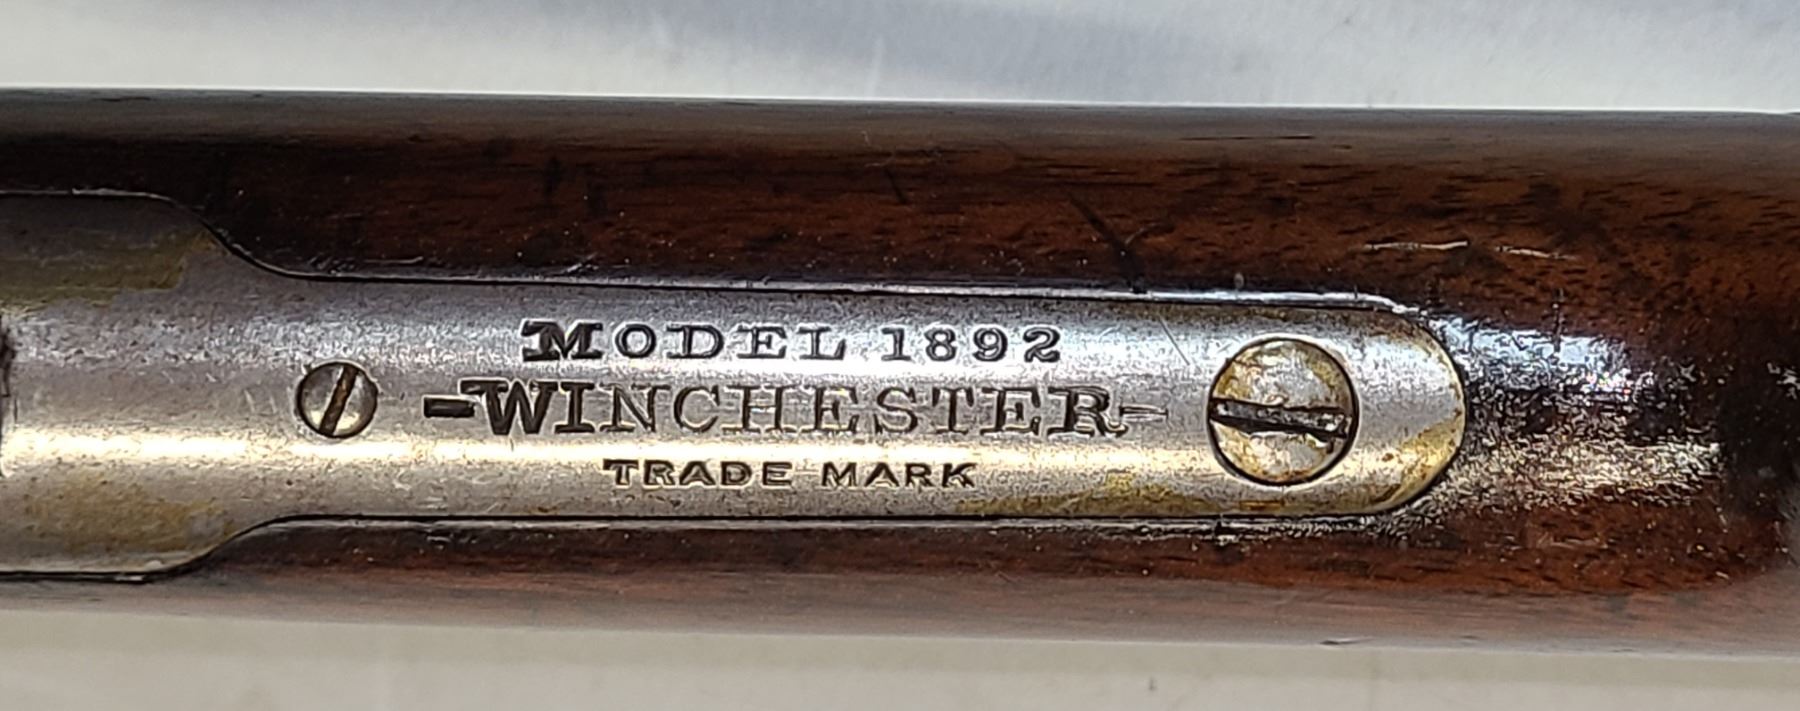 MODEL 1892
-WINCHESTER-
TRADE MARK